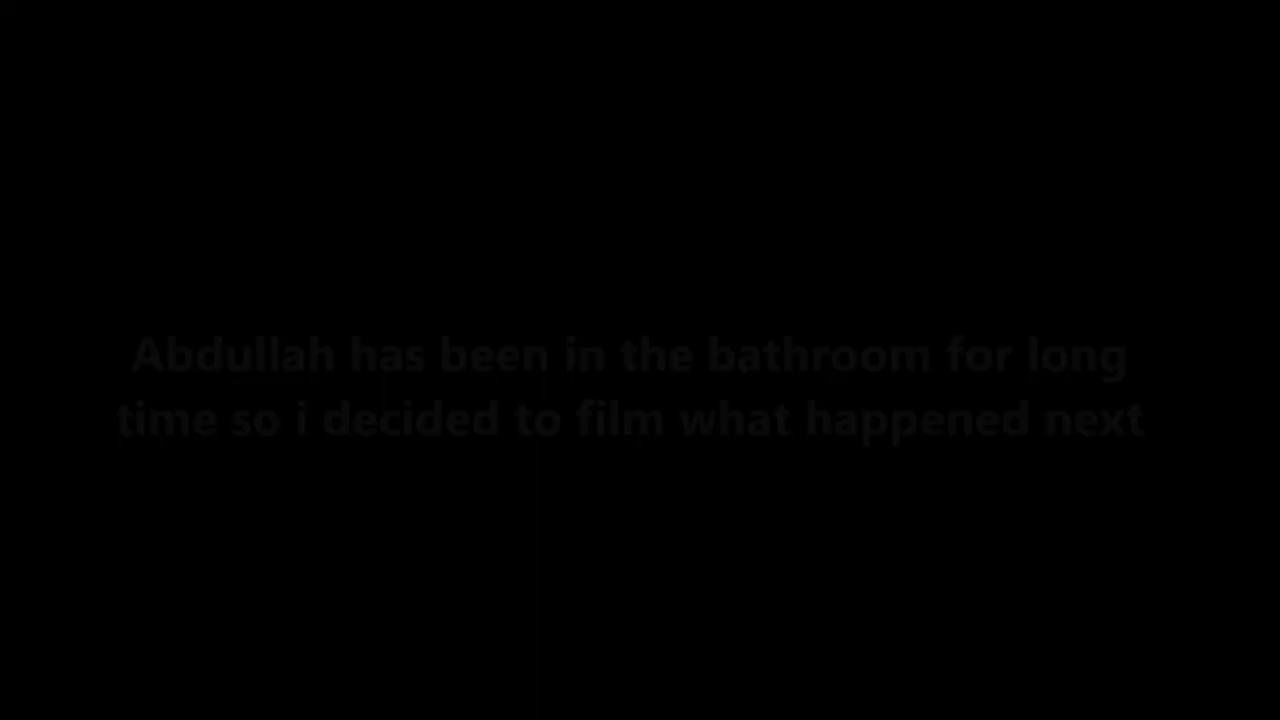 Abdullah has been in the bathroom for long
time so i decided to film what happened next